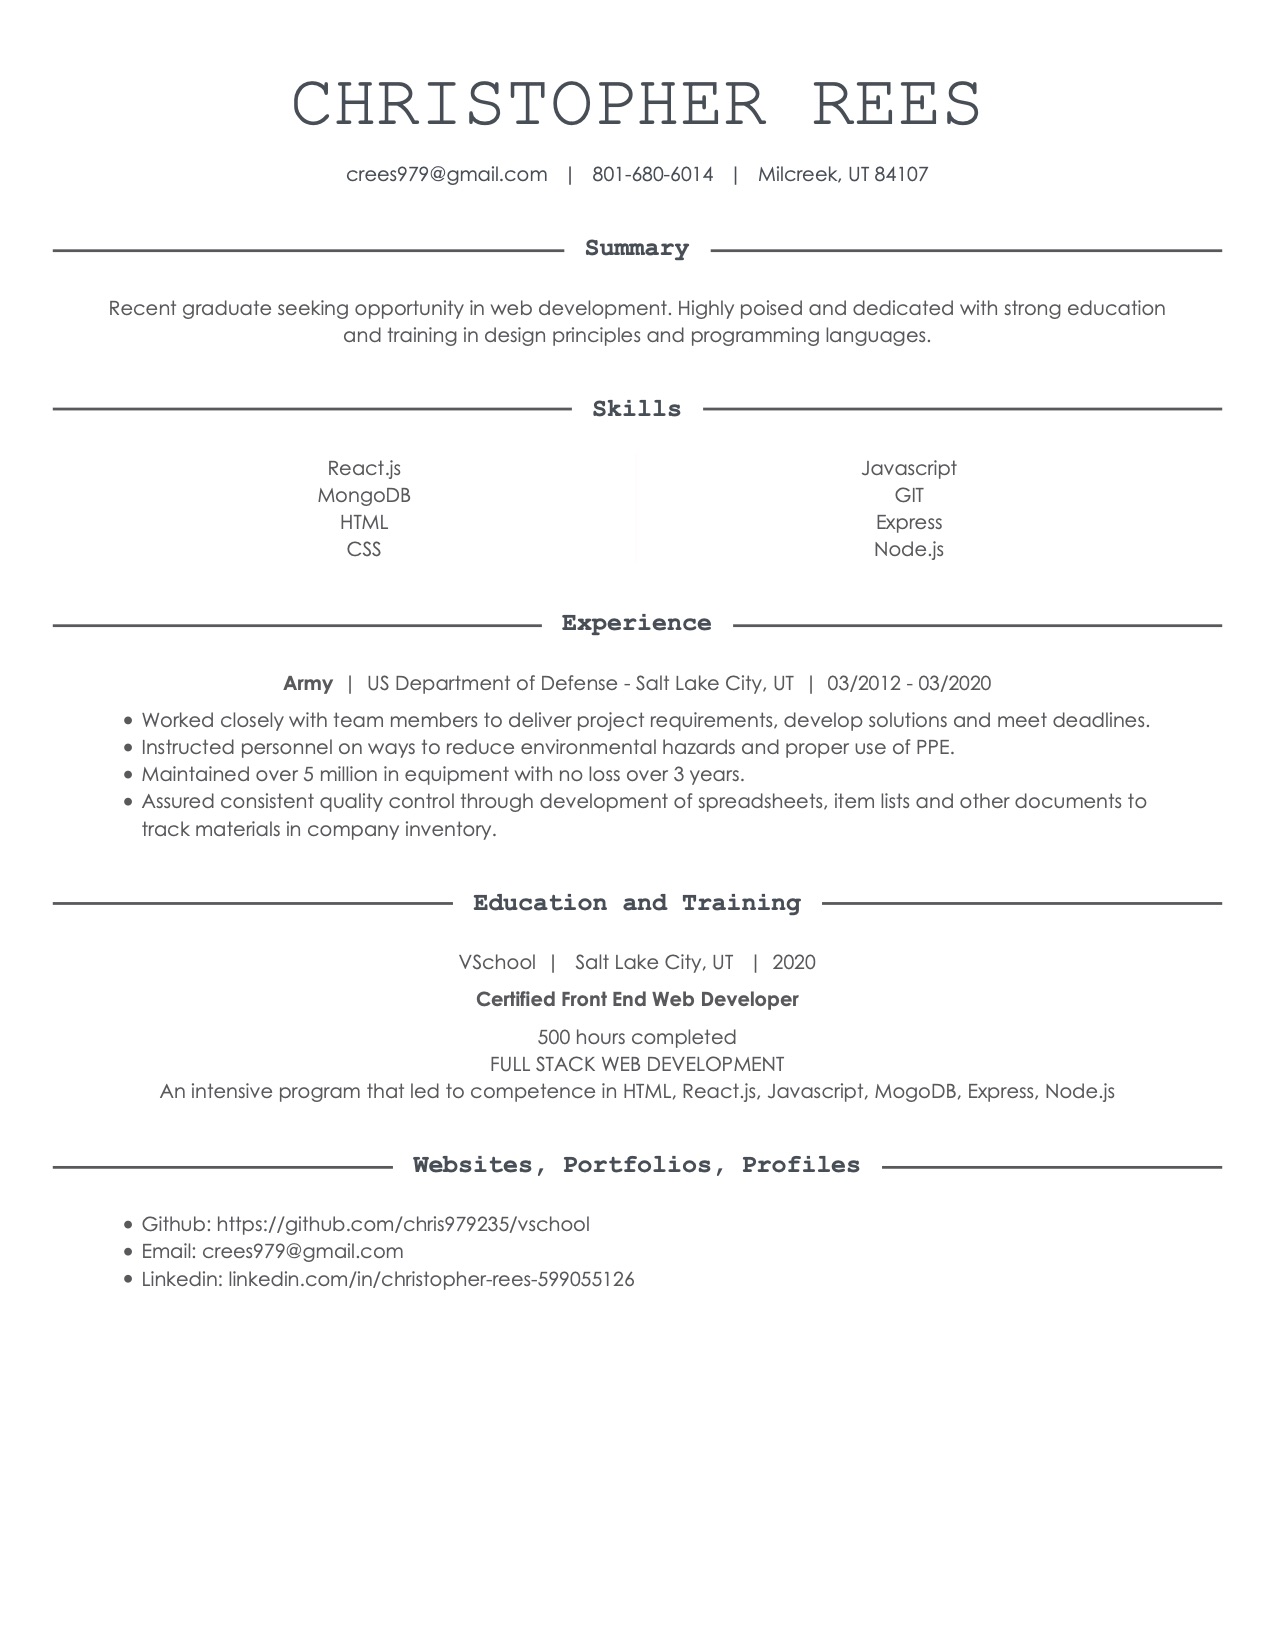 CHRISTOPHER REES
crees979@gmail.com | 801-680-6014 | Milcreek, UT 84107
Summary
Recent graduate seeking opportunity in web development. Highly poised and dedicated with strong education
and training in design principles and programming languages.
Skills
React.js
MongoDB
HTML
CSS
Javascript
GIT
Express
Node.js
Experience
Army | US Department of Defense - Salt Lake City, UT | 03/2012 - 03/2020
• Worked closely with team members to deliver project requirements, develop solutions and meet deadlines.
• Instructed personnel on ways to reduce environmental hazards and proper use of PPE.
• Maintained over 5 million in equipment with no loss over 3 years.
• Assured consistent quality control through development of spreadsheets, item lists and other documents to
track materials in company inventory.
Education and Training
VSchool | Salt Lake City, UT | 2020
Certified Front End Web Developer
500 hours completed
FULL STACK WEB DEVELOPMENT
An intensive program that led to competence in HTML, React.js, Javascript, MogoDB, Express, Node.js
Websites, Portfolios, Profiles
• Github: https://github.com/chris979235/vschool
• Email: crees979@gmail.com
• Linkedin: linkedin.com/in/christopher-rees-599055126